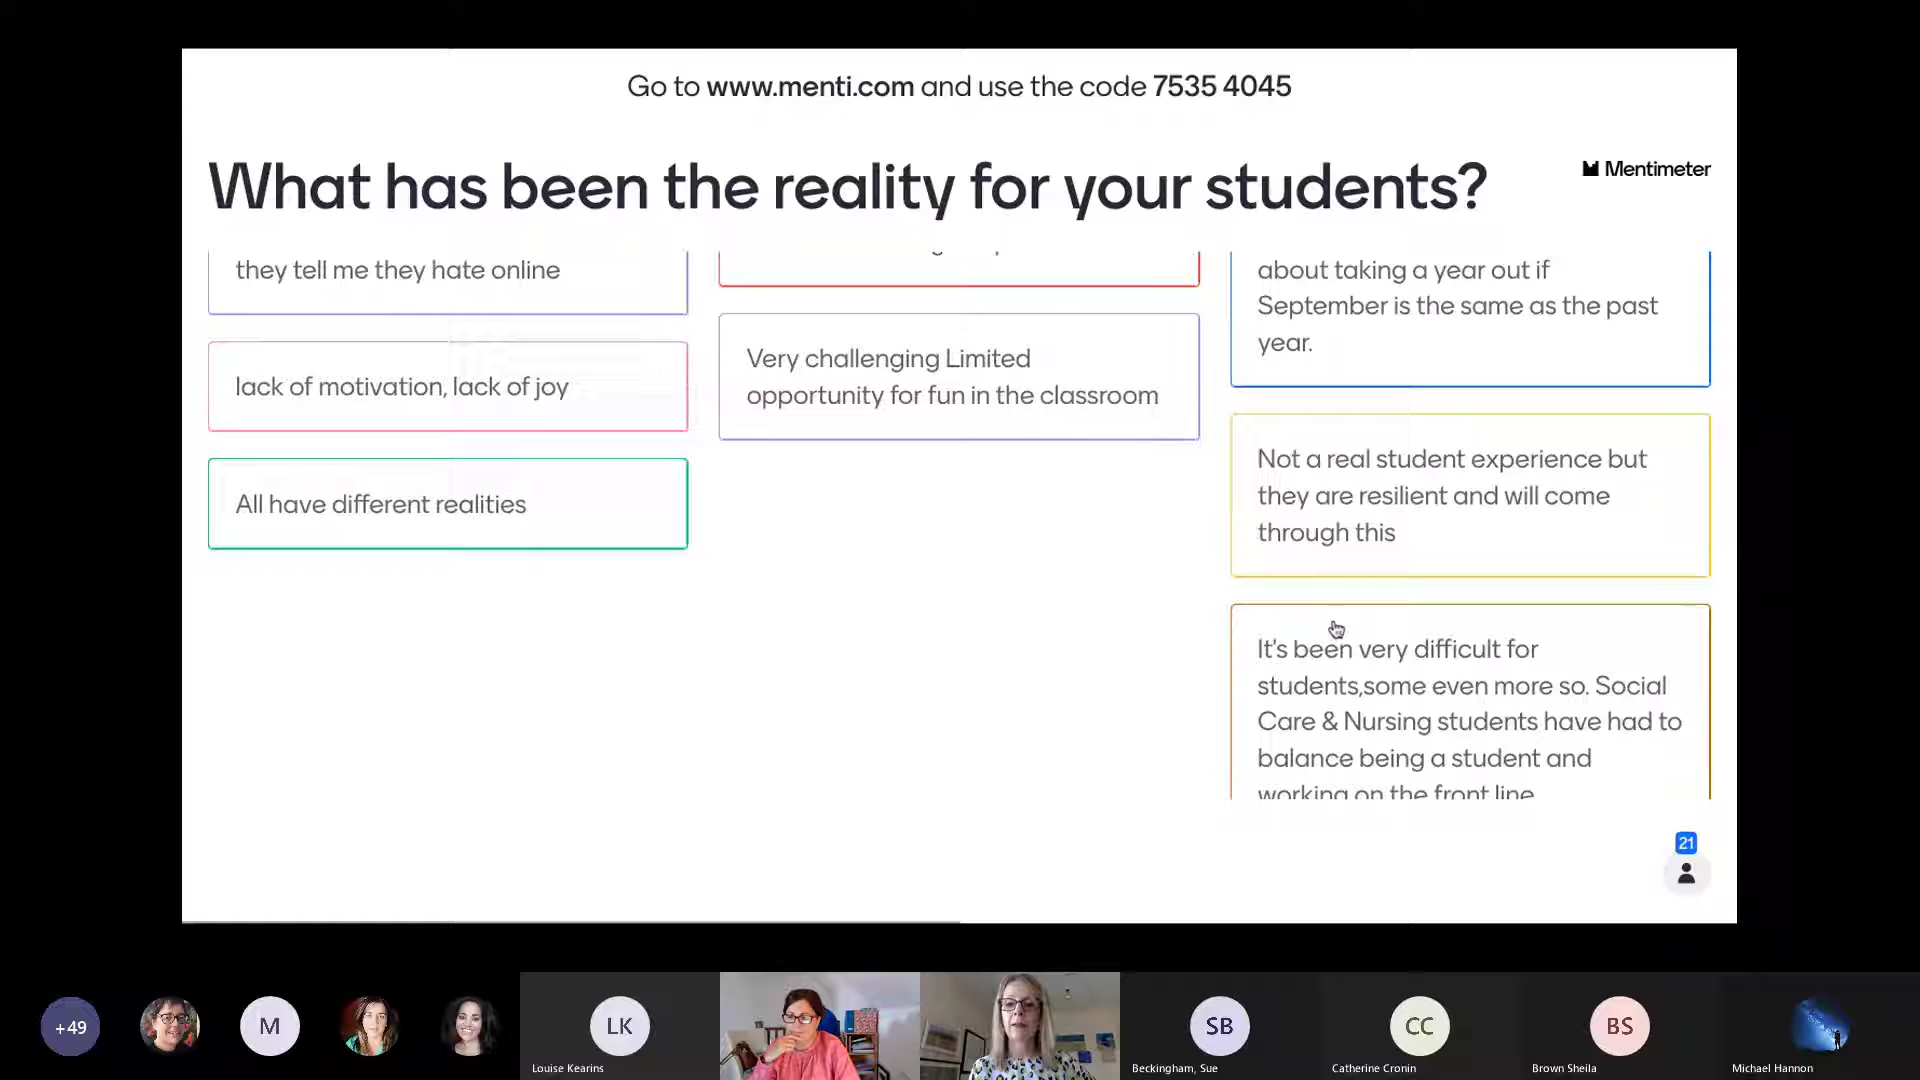 Go to www.menti.com and use the code 7535 4045
What has been the reality for your students?
Mentimeter
they tell me they hate online
lack of motivation, lack of joy
All have different realities
Very challenging Limited
opportunity for fun in the classroom
about taking a year out if
September is the same as the past
year.
Not a real student experience but
they are resilient and will come
through this
It's been very difficult for
students,some even more so. Social
Care & Nursing students have had to
balance being a student and
working on the front line
21
+49
M
LK
Louise Kearins
SB
Beckingham, Sue
CC
Catherine Cronin
BS
Brown Sheila
Michael Hannon